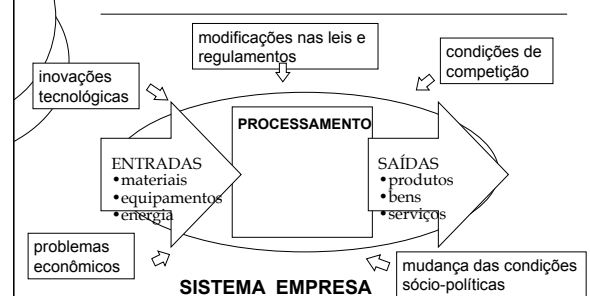 modificações nas leis e
regulamentos
condições de
competição
inovações
tecnológicas
PROCESSAMENTO
ENTRADAS
•materiais
•equipamentos
•energia
SAÍDAS
•produtos
•bens
•serviços
problemas
econômicos
mudança das condições
sócio-políticas
SISTEMA EMPRESA